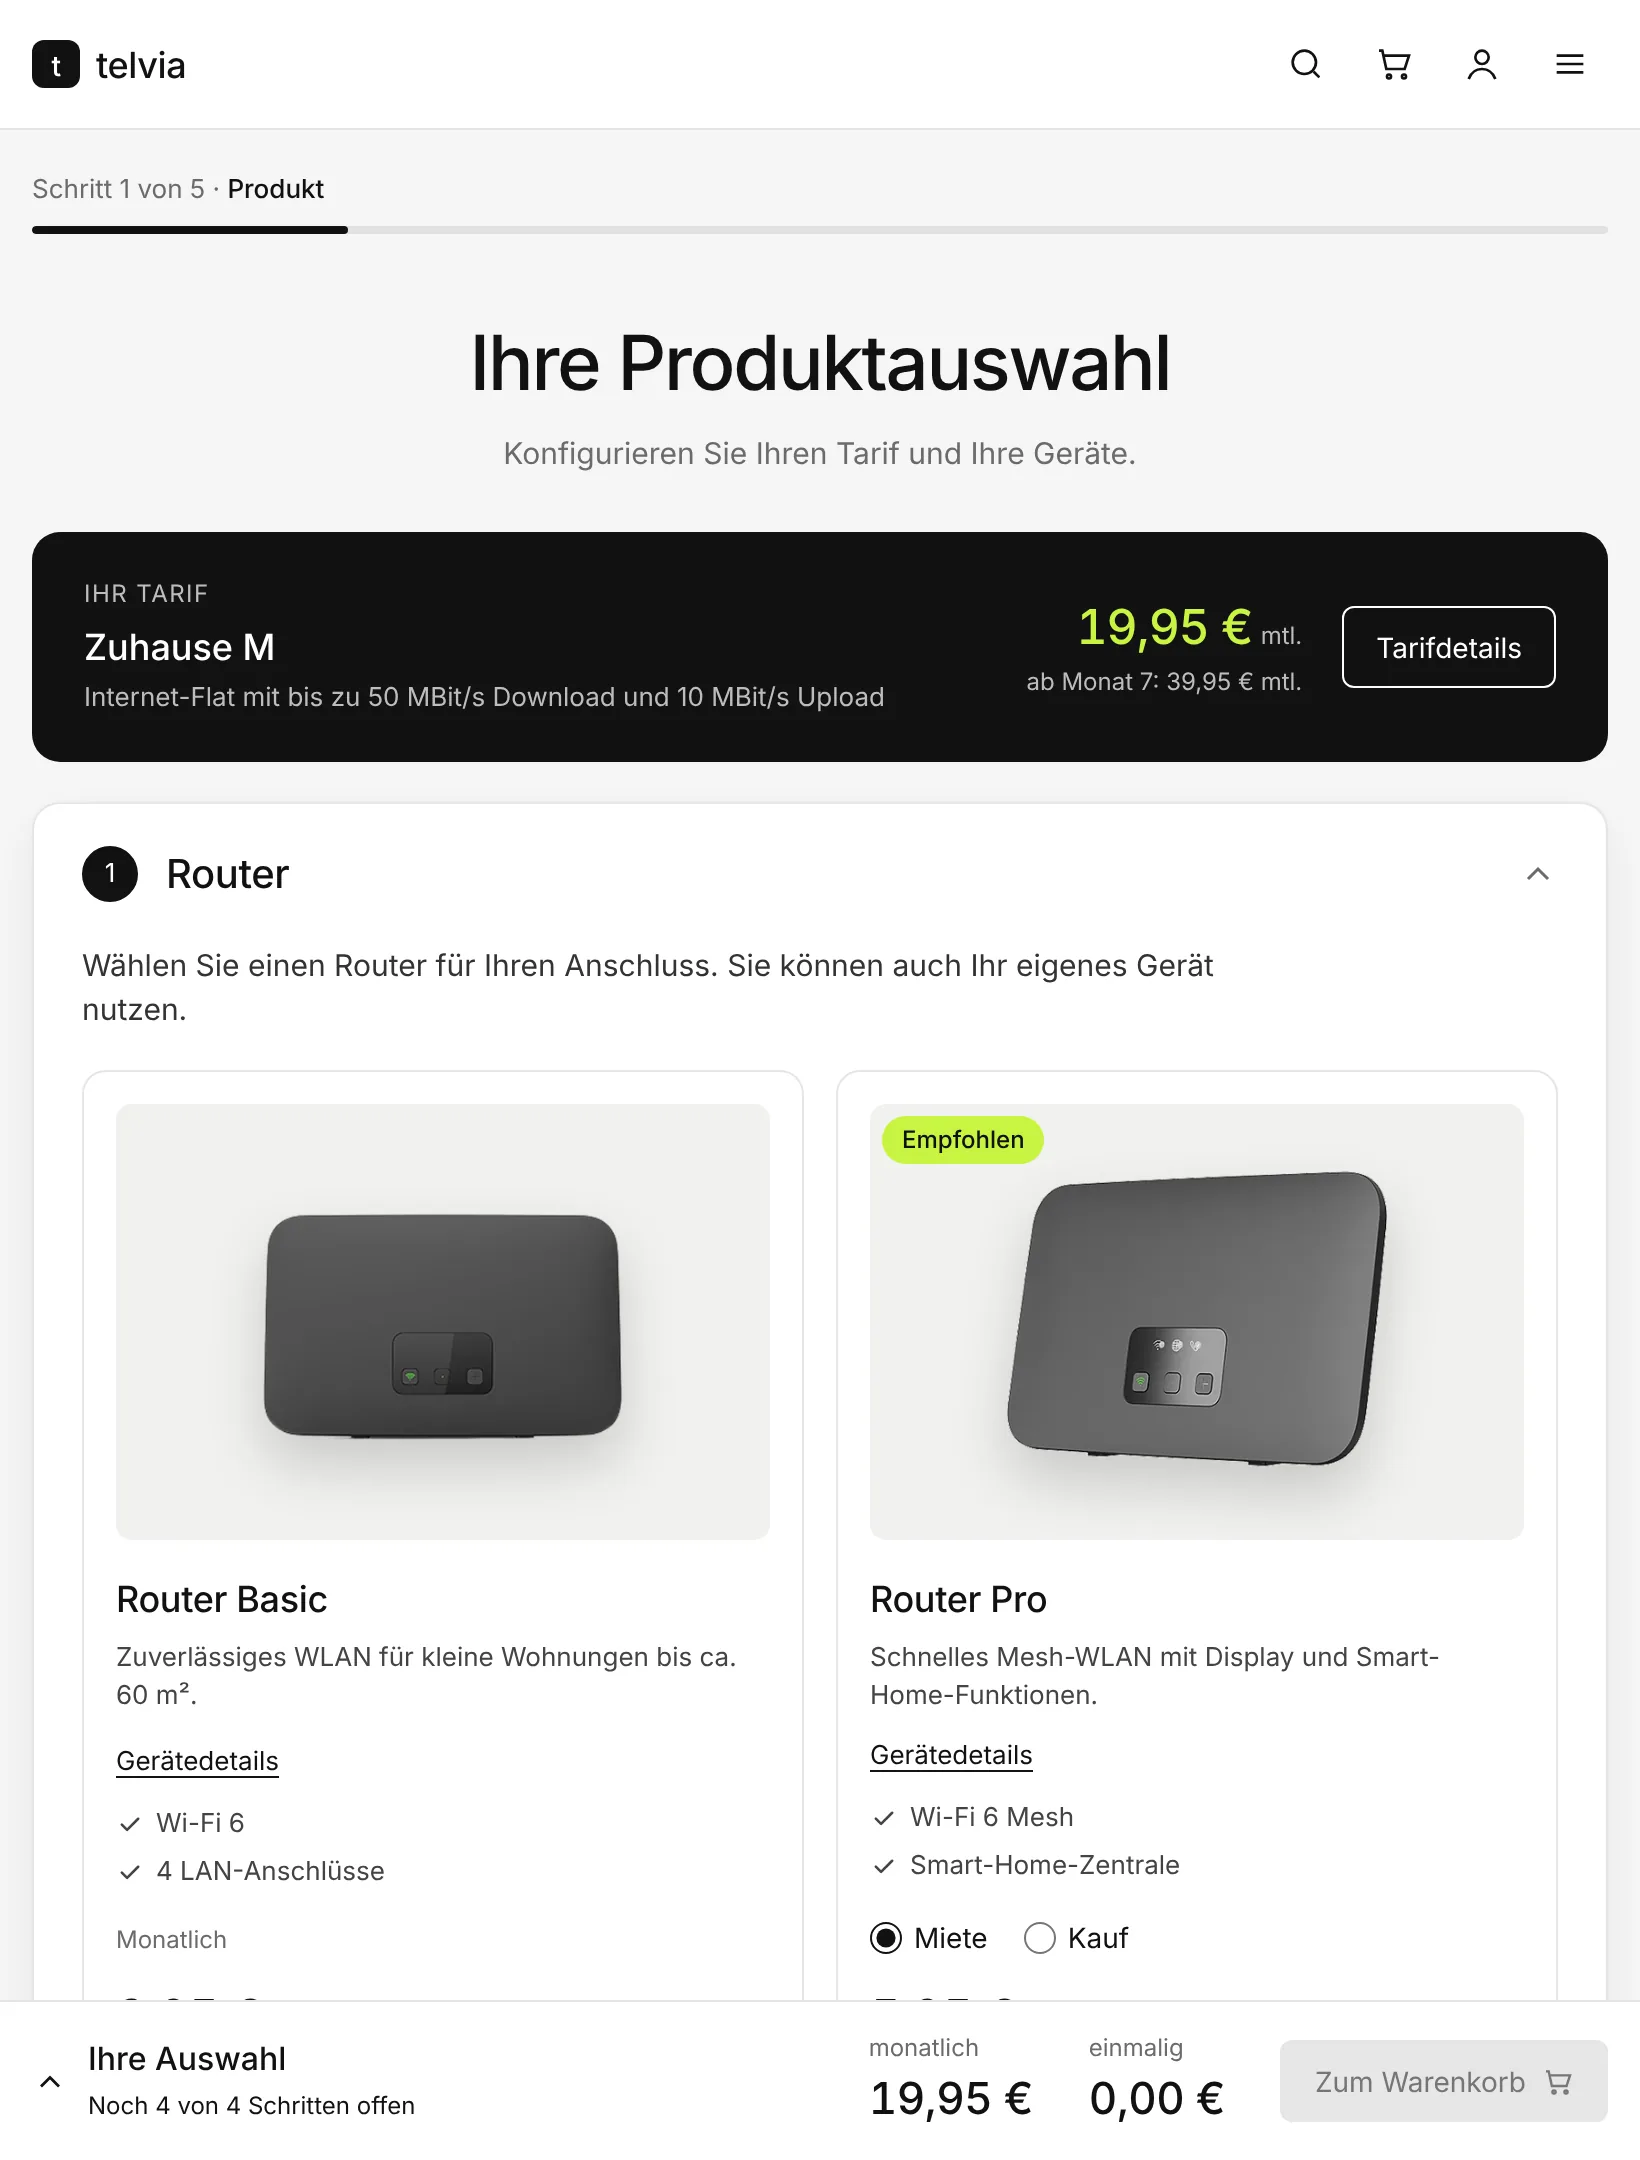 t telvia
Schritt 1 von 5 · Produkt
Ihre Produktauswahl
Konfigurieren Sie Ihren Tarif und Ihre Geräte.
IHR TARIF
Zuhause M
Internet-Flat mit bis zu 50 MBit/s Download und 10 MBit/s Upload
19,95 € mtl.
ab Monat 7: 39,95 € mtl.
Tarifdetails
1 Router
Wählen Sie einen Router für Ihren Anschluss. Sie können auch Ihr eigenes Gerät
nutzen.
Router Basic
Zuverlässiges WLAN für kleine Wohnungen bis ca.
60 m².
Gerätedetails
Wi-Fi 6
4 LAN-Anschlüsse
Monatlich
Empfohlen
Router Pro
Schnelles Mesh-WLAN mit Display und Smart-
Home-Funktionen.
Gerätedetails
Wi-Fi 6 Mesh
Smart-Home-Zentrale
Miete Kauf
Ihre Auswahl
Noch 4 von 4 Schritten offen
monatlich
19,95 €
einmalig
0,00 €
Zum Warenkorb